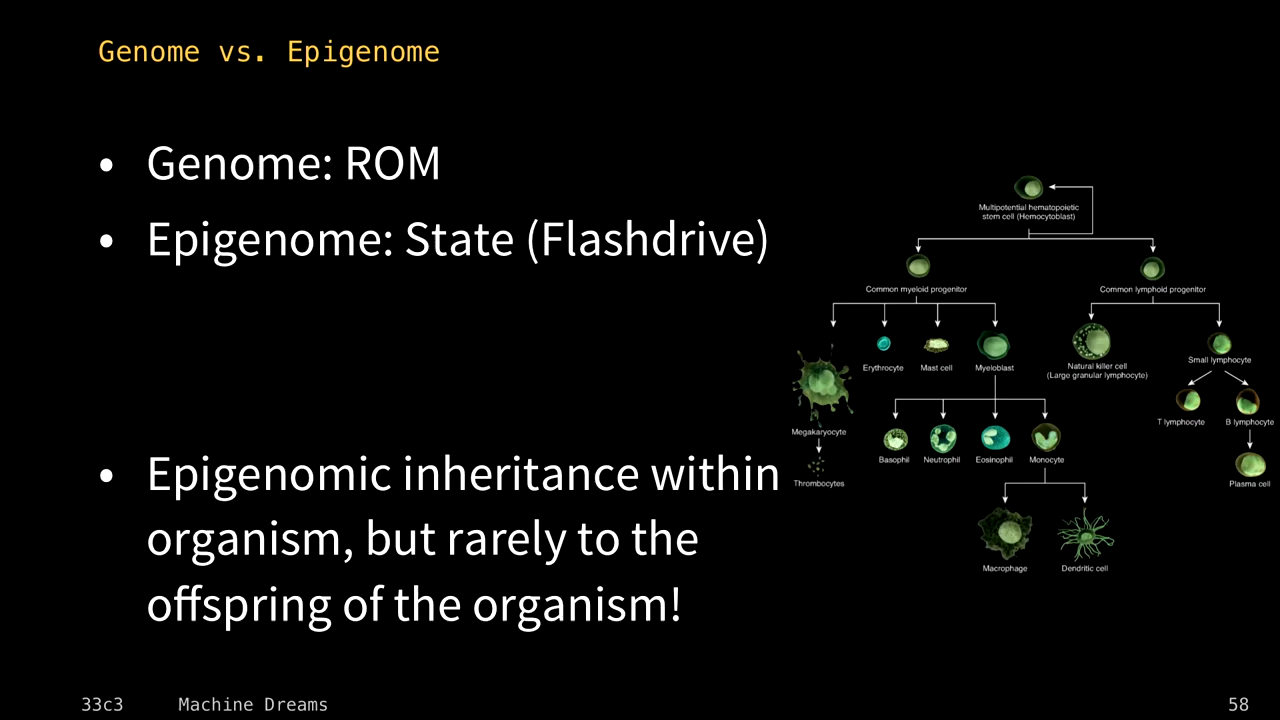 Genome vs. Epigenome
• Genome: ROM
• Epigenome: State (Flashdrive)
• Epigenomic inheritance within
organism, but rarely to the
offspring of the organism!
Multipotential hematopoietic
stem cell (Hemocytoblast)
Common myeloid progenitor
Common lymphoid progenitor
Megakaryocyte
Thrombocytes
Erythrocyte
Mast cell
Myeloblast
Natural killer cell
(Large granular lymphocyte)
Small lymphocyte
Basophil
Neutrophil
Eosinophil
Monocyte
T lymphocyte
B lymphocyte
Plasma cell
Macrophage
Dendritic cell
33c3 Machine Dreams 58